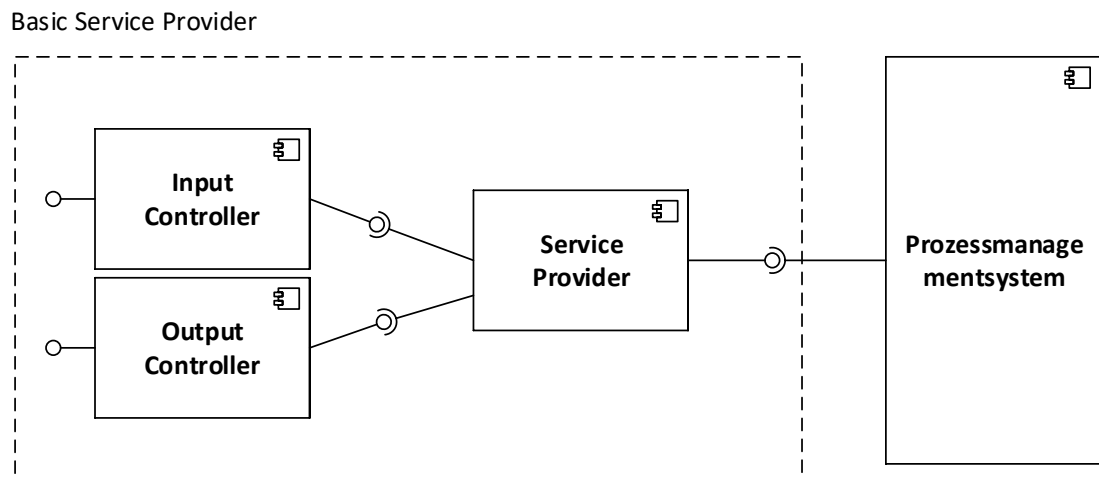 Basic Service Provider
Input
Controller
Output
Controller
Service
Provider
Prozessmanage
mentsystem